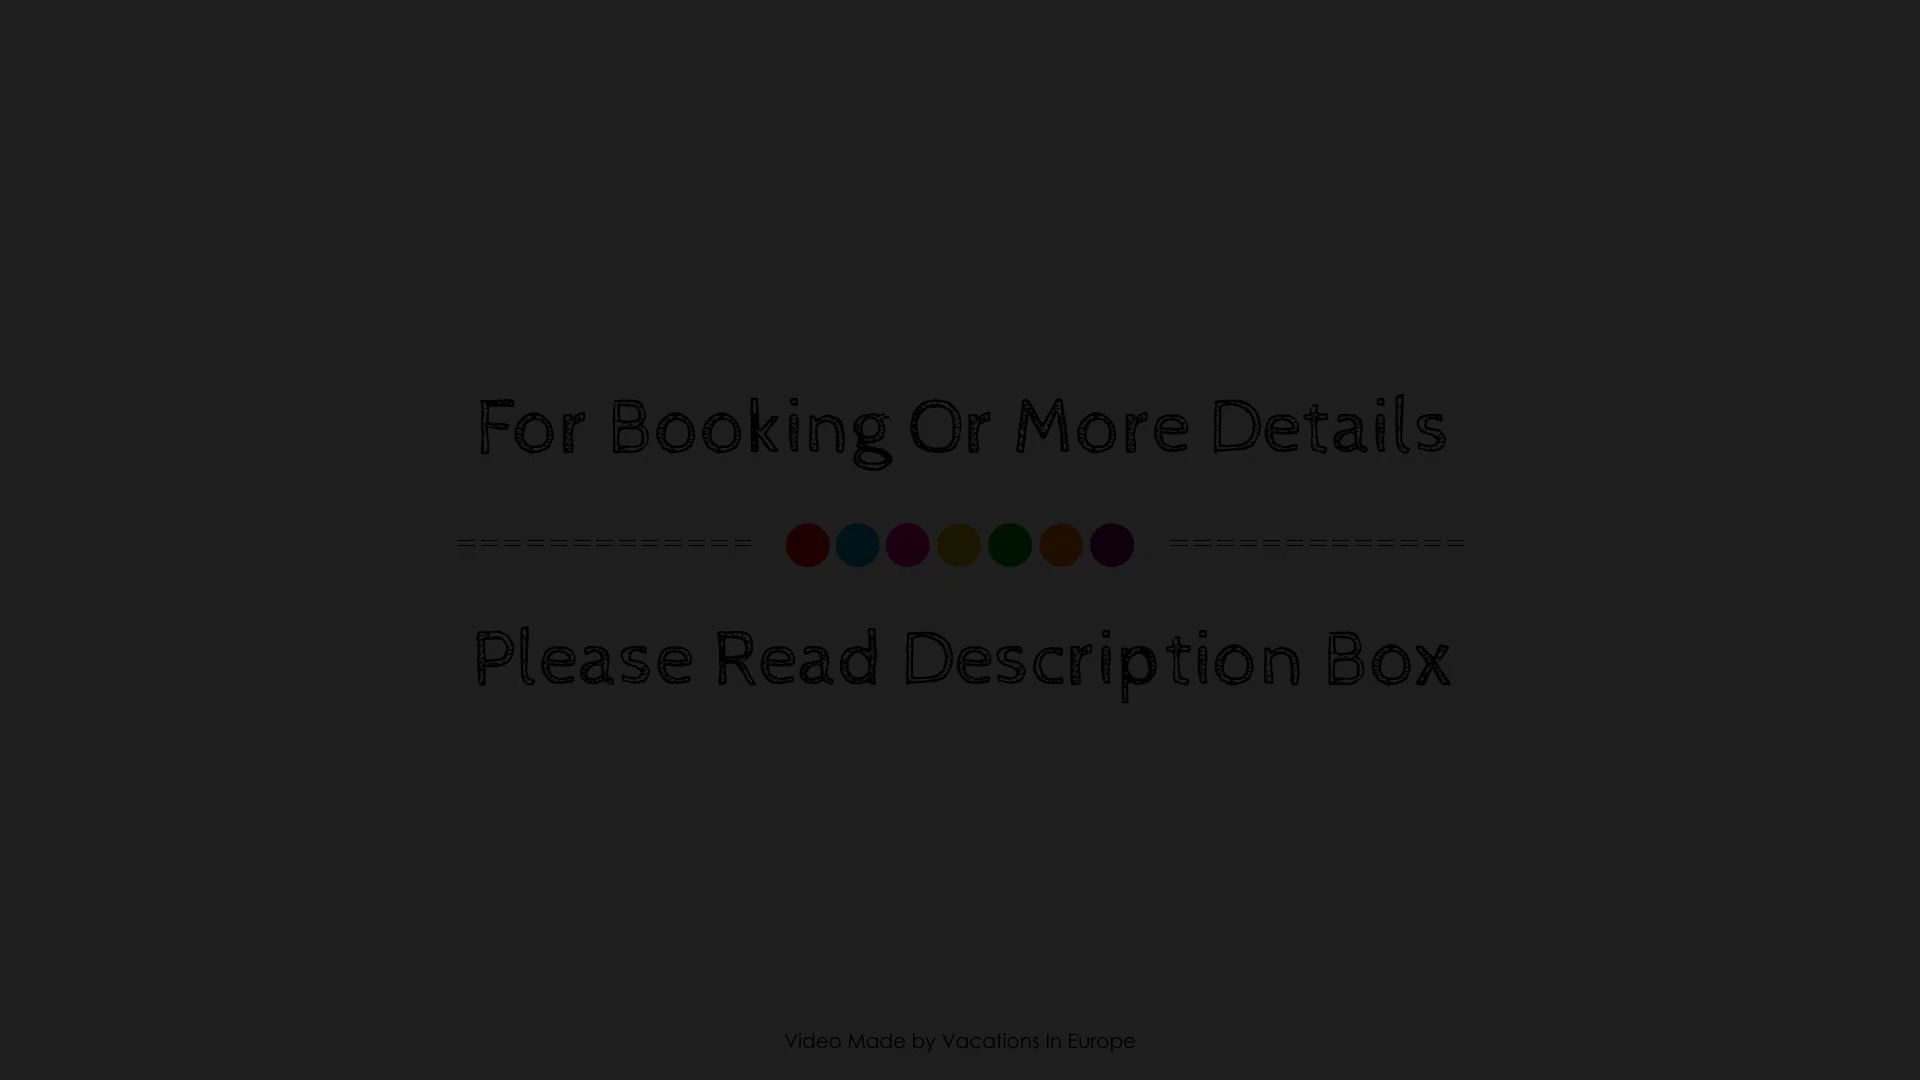 For Booking Or More Details
============= =============
Please Read Description Box
Video Made by Vacations In Europe